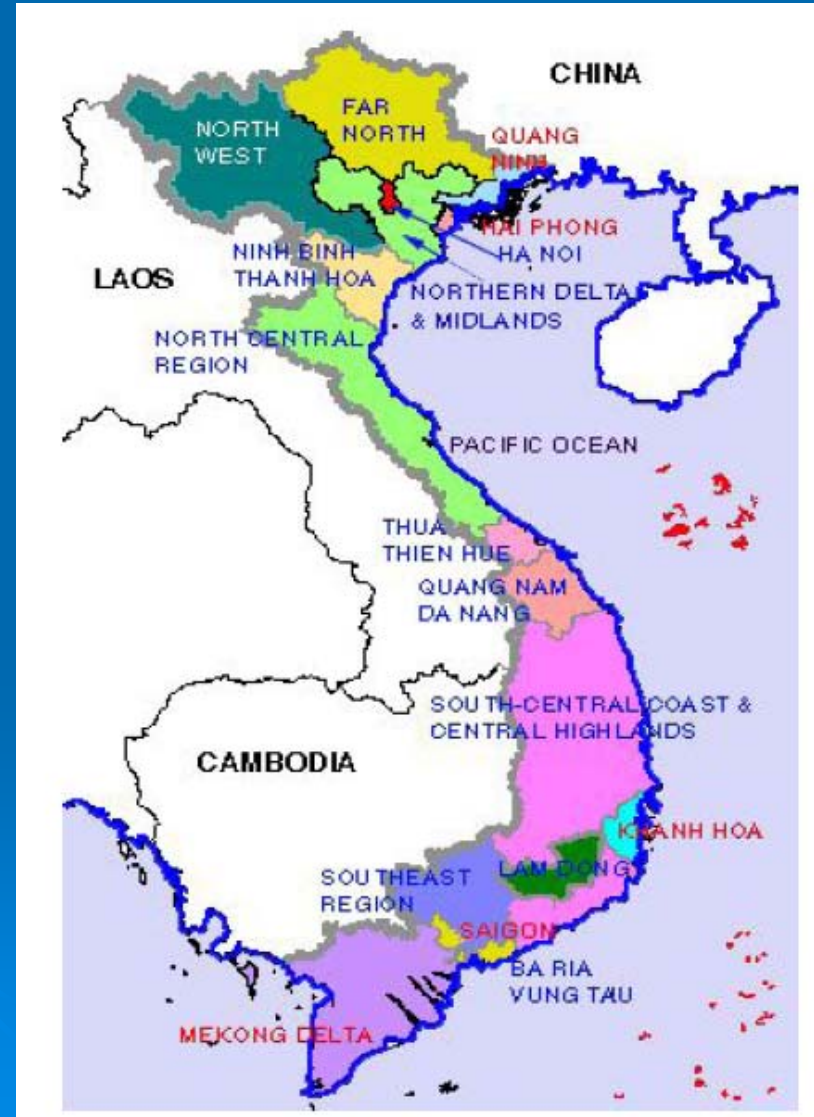 CHINA
FAR
NORTH
NORTH
WEST
QUANG
NINH
HAI PHONG
HA NOI
NINH BINH
THANH HOA
LAOS
NORTHERN DELTA
& MIDLANDS
NORTH CENTRAL
REGION
PACIFIC OCEAN
THUA
THIEN HUE
QUANG NAM
DA NANG
SOUTH-CENTRAL COAST &
CENTRAL HIGHLANDS
CAMBODIA
KHANH HOA
LAM DONG
SOUTHEAST
REGION
SAIGON
BA RIA
VUNG TAU
MEKONG DELTA